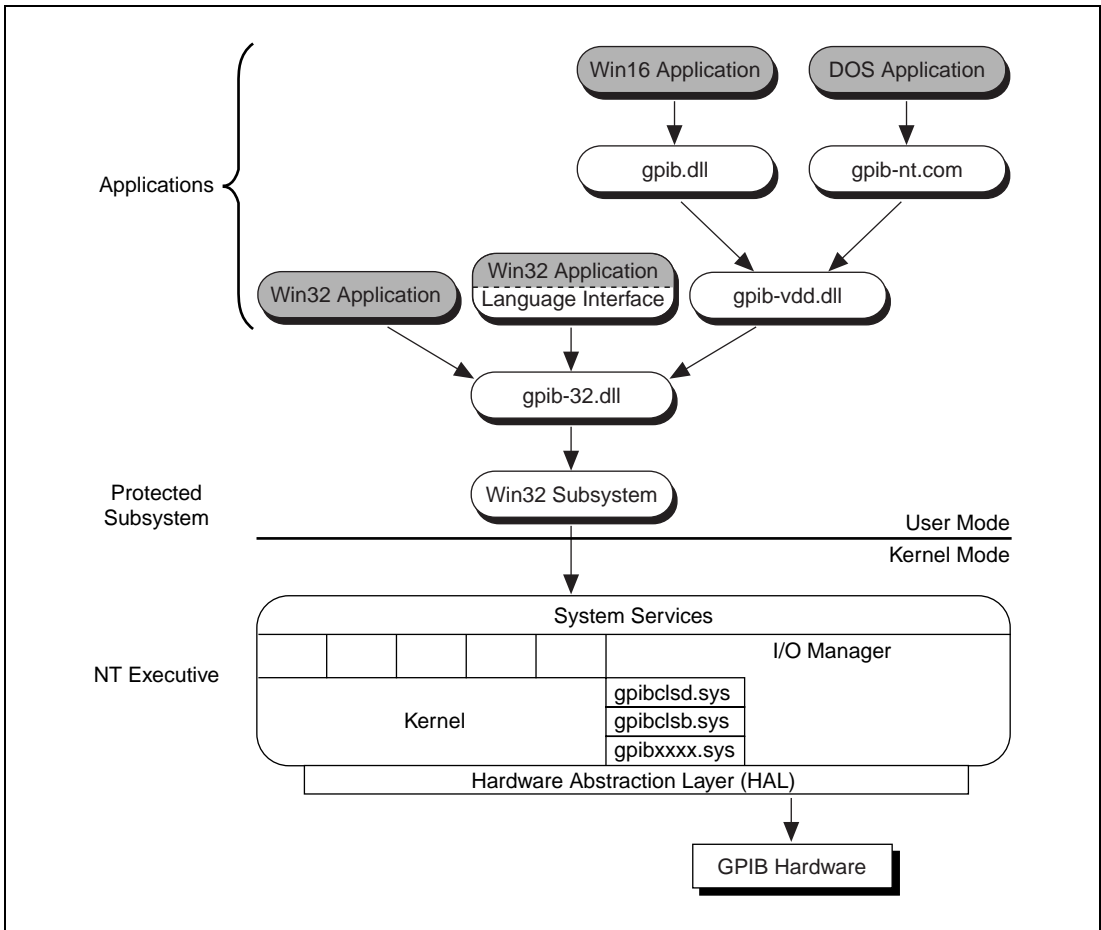 Win16 Application
DOS Application
gpib.dll
gpib-nt.com
Applications
Win32 Application
Win32 Application
Language Interface
gpib-vdd.dll
gpib-32.dll
Protected
Subsystem
Win32 Subsystem
User Mode
Kernel Mode
System Services
I/O Manager
NT Executive
gpibclsd.sys
Kernel
gpibclsb.sys
gpibxxxx.sys
Hardware Abstraction Layer (HAL)
GPIB Hardware